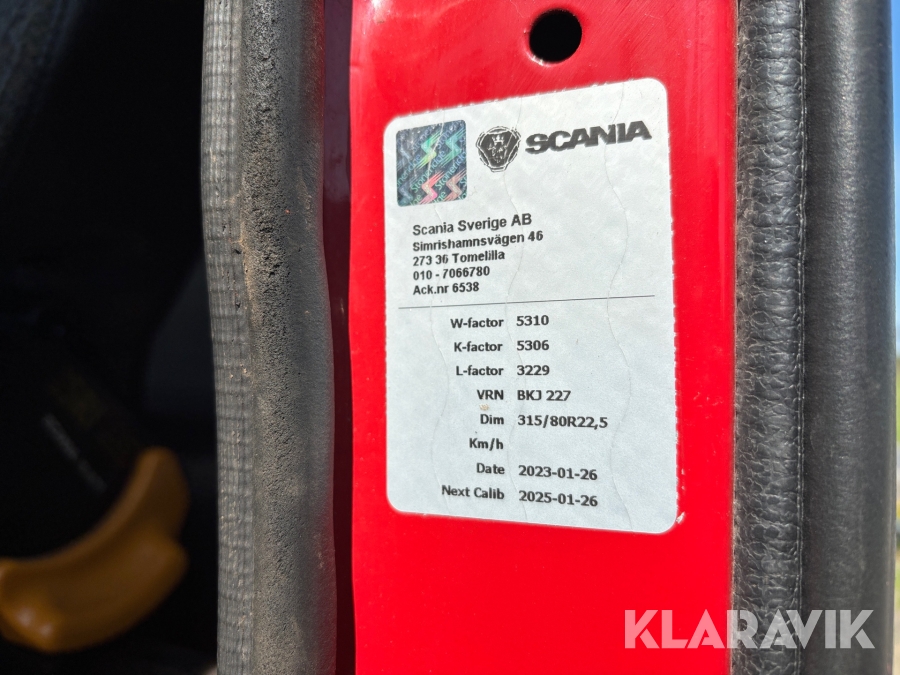 SCANIA
Scania Sverige AB
Simrishamnsvägen 46
273 36 Tomelilla
010 - 7066780
Ack.nr 6538
W-factor 5310
K-factor 5306
L-factor 3229
VRN BKJ 227
Dim 315/80R22,5
Km/h
Date 2023-01-26
Next Calib 2025-01-26
KLARAVIK